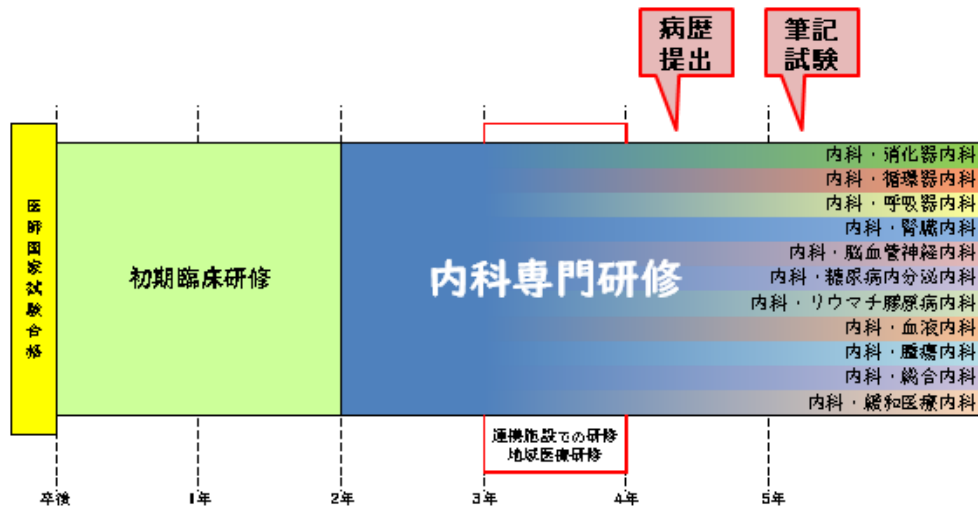 病歴
提出
筆記
試験
医師国家試験合格
初期臨床研修
内科専門研修
内科・消化器内科
内科・循環器内科
内科・呼吸器内科
内科・腎臓内科
内科・脳血管神経内科
内科・糖尿病内分泌内科
内科・リウマチ膠原病内科
内科・血液内科
内科・腫瘍内科
内科・総合内科
内科・緩和医療内科
連携施設での研修
地域医療研修
卒後
1年
2年
3年
4年
5年